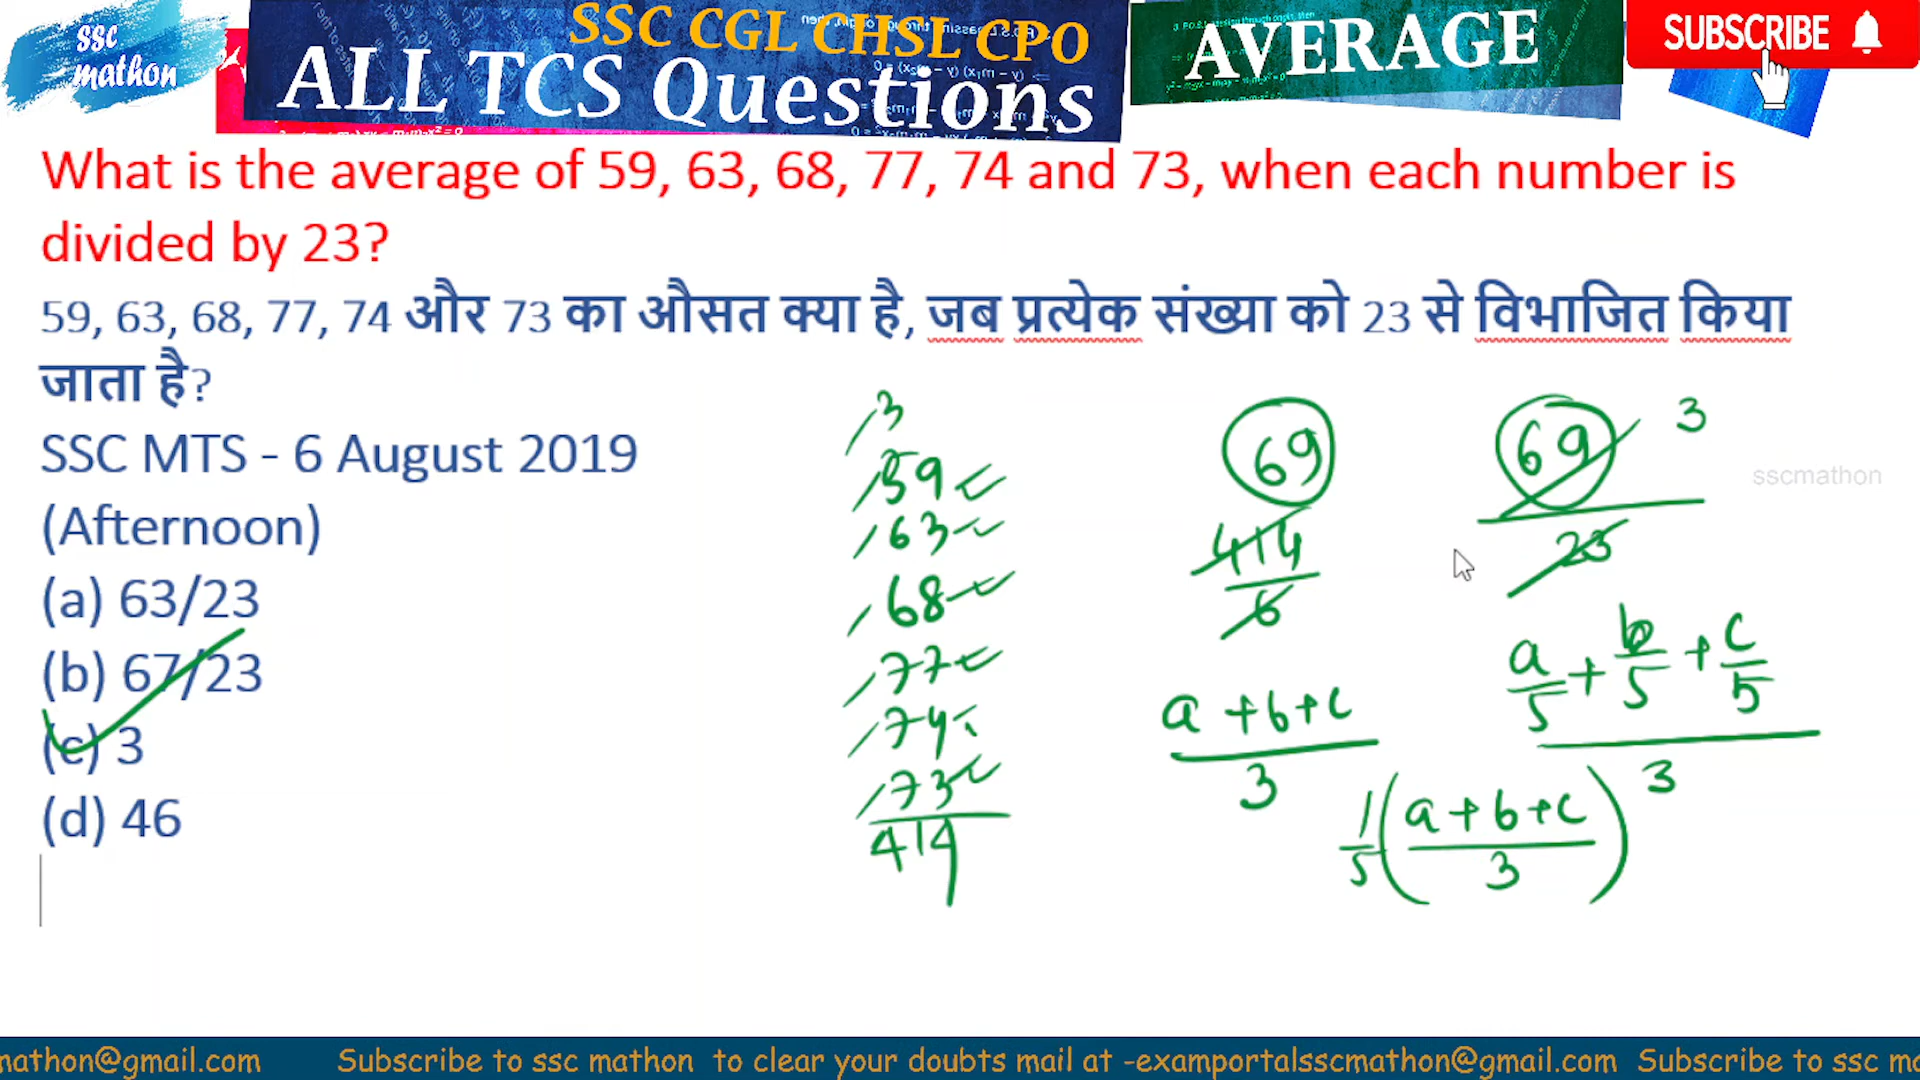 ssc
mathon
SSC CGL CHSL CPO
ALL TCS Questions
AVERAGE
SUBSCRIBE
What is the average of 59, 63, 68, 77, 74 and 73, when each number is
divided by 23?
59, 63, 68, 77, 74 और 73 का औसत क्या है, जब प्रत्येक संख्या को 23 से विभाजित किया
जाता है?
SSC MTS - 6 August 2019
(Afternoon)
(a) 63/23
(b) 67/23
(c) 3
(d) 46
3
59
63
68
77
74
73
414
69
414
6
69 3
23
a + b + c
3
a/5 + b/5 + c/5
3
1/5 ( a + b + c
3 )
sscmathon
mathon@gmail.com Subscribe to ssc mathon to clear your doubts mail at -examportalsscmathon@gmail.com Subscribe to ssc m